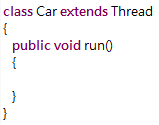 class Car extends Thread
{
public void run()
{
}
}